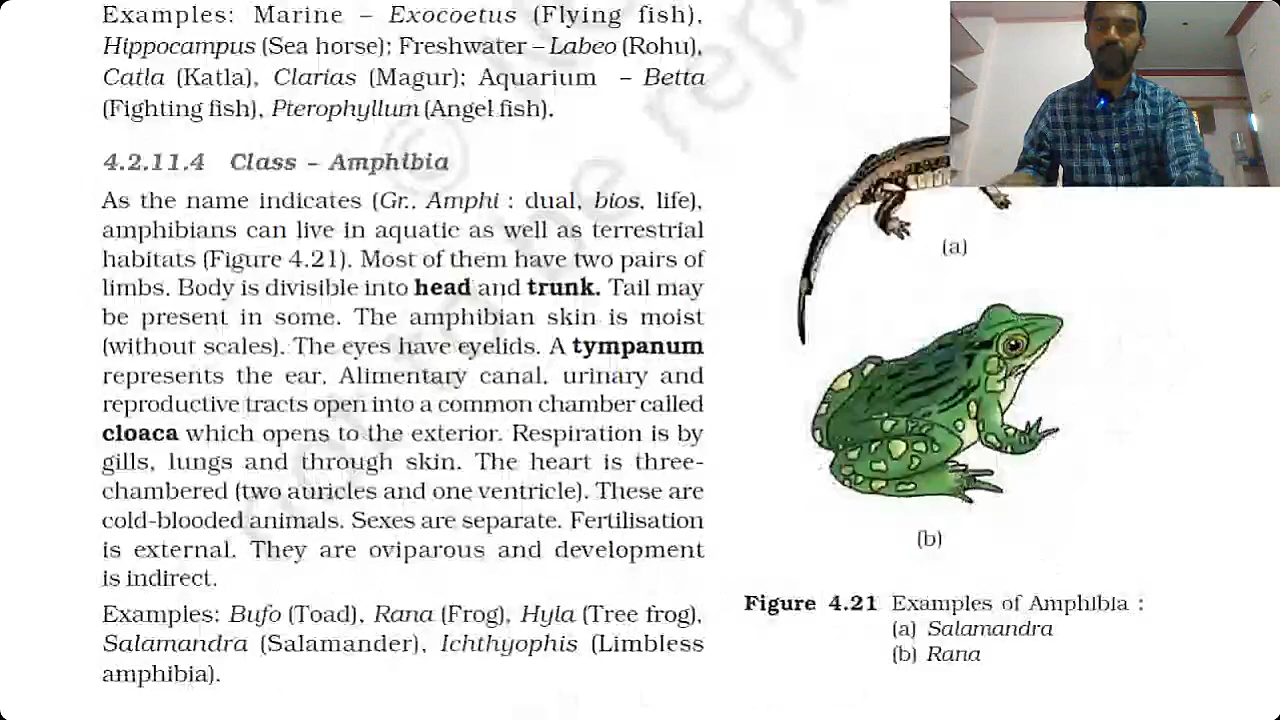 Examples: Marine – Exocoetus (Flying fish),
Hippocampus (Sea horse); Freshwater – Labeo (Rohu),
Catla (Katla), Clarias (Magur); Aquarium – Betta
(Fighting fish), Pterophyllum (Angel fish).
4.2.11.4 Class – Amphibia
As the name indicates (Gr., Amphi : dual, bios, life),
amphibians can live in aquatic as well as terrestrial
habitats (Figure 4.21). Most of them have two pairs of
limbs. Body is divisible into head and trunk. Tail may
be present in some. The amphibian skin is moist
(without scales). The eyes have eyelids. A tympanum
represents the ear. Alimentary canal, urinary and
reproductive tracts open into a common chamber called
cloaca which opens to the exterior. Respiration is by
gills, lungs and through skin. The heart is three-
chambered (two auricles and one ventricle). These are
cold-blooded animals. Sexes are separate. Fertilisation
is external. They are oviparous and development
is indirect.
Examples: Bufo (Toad), Rana (Frog), Hyla (Tree frog),
Salamandra (Salamander), Ichthyophis (Limbless
amphibia).
(a)
(b)
Figure 4.21 Examples of Amphibia :
(a) Salamandra
(b) Rana